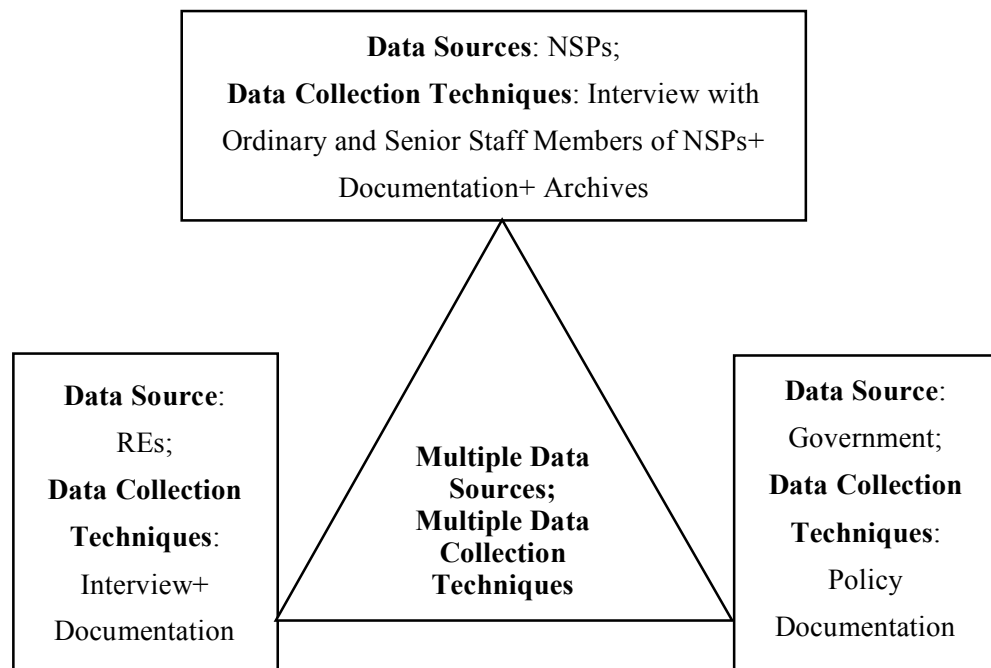 Data Sources: NSPs;
Data Collection Techniques: Interview with
Ordinary and Senior Staff Members of NSPs+
Documentation+ Archives
Data Source:
REs;
Data Collection
Techniques:
Interview+
Documentation
Multiple Data
Sources;
Multiple Data
Collection
Techniques
Data Source:
Government;
Data Collection
Techniques:
Policy
Documentation